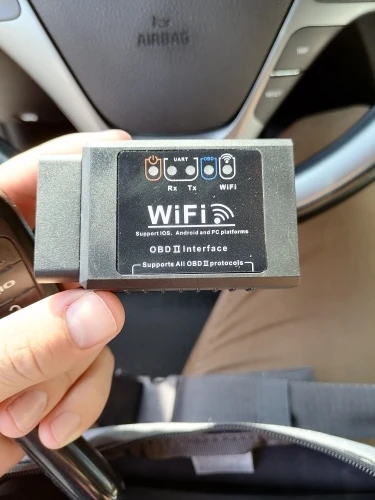 AIRBAG
UART
OBD
Rx Tx WiFi
WiFi
Support IOS, Android and PC platforms
OBD II Interface
Supports All OBD II protocols